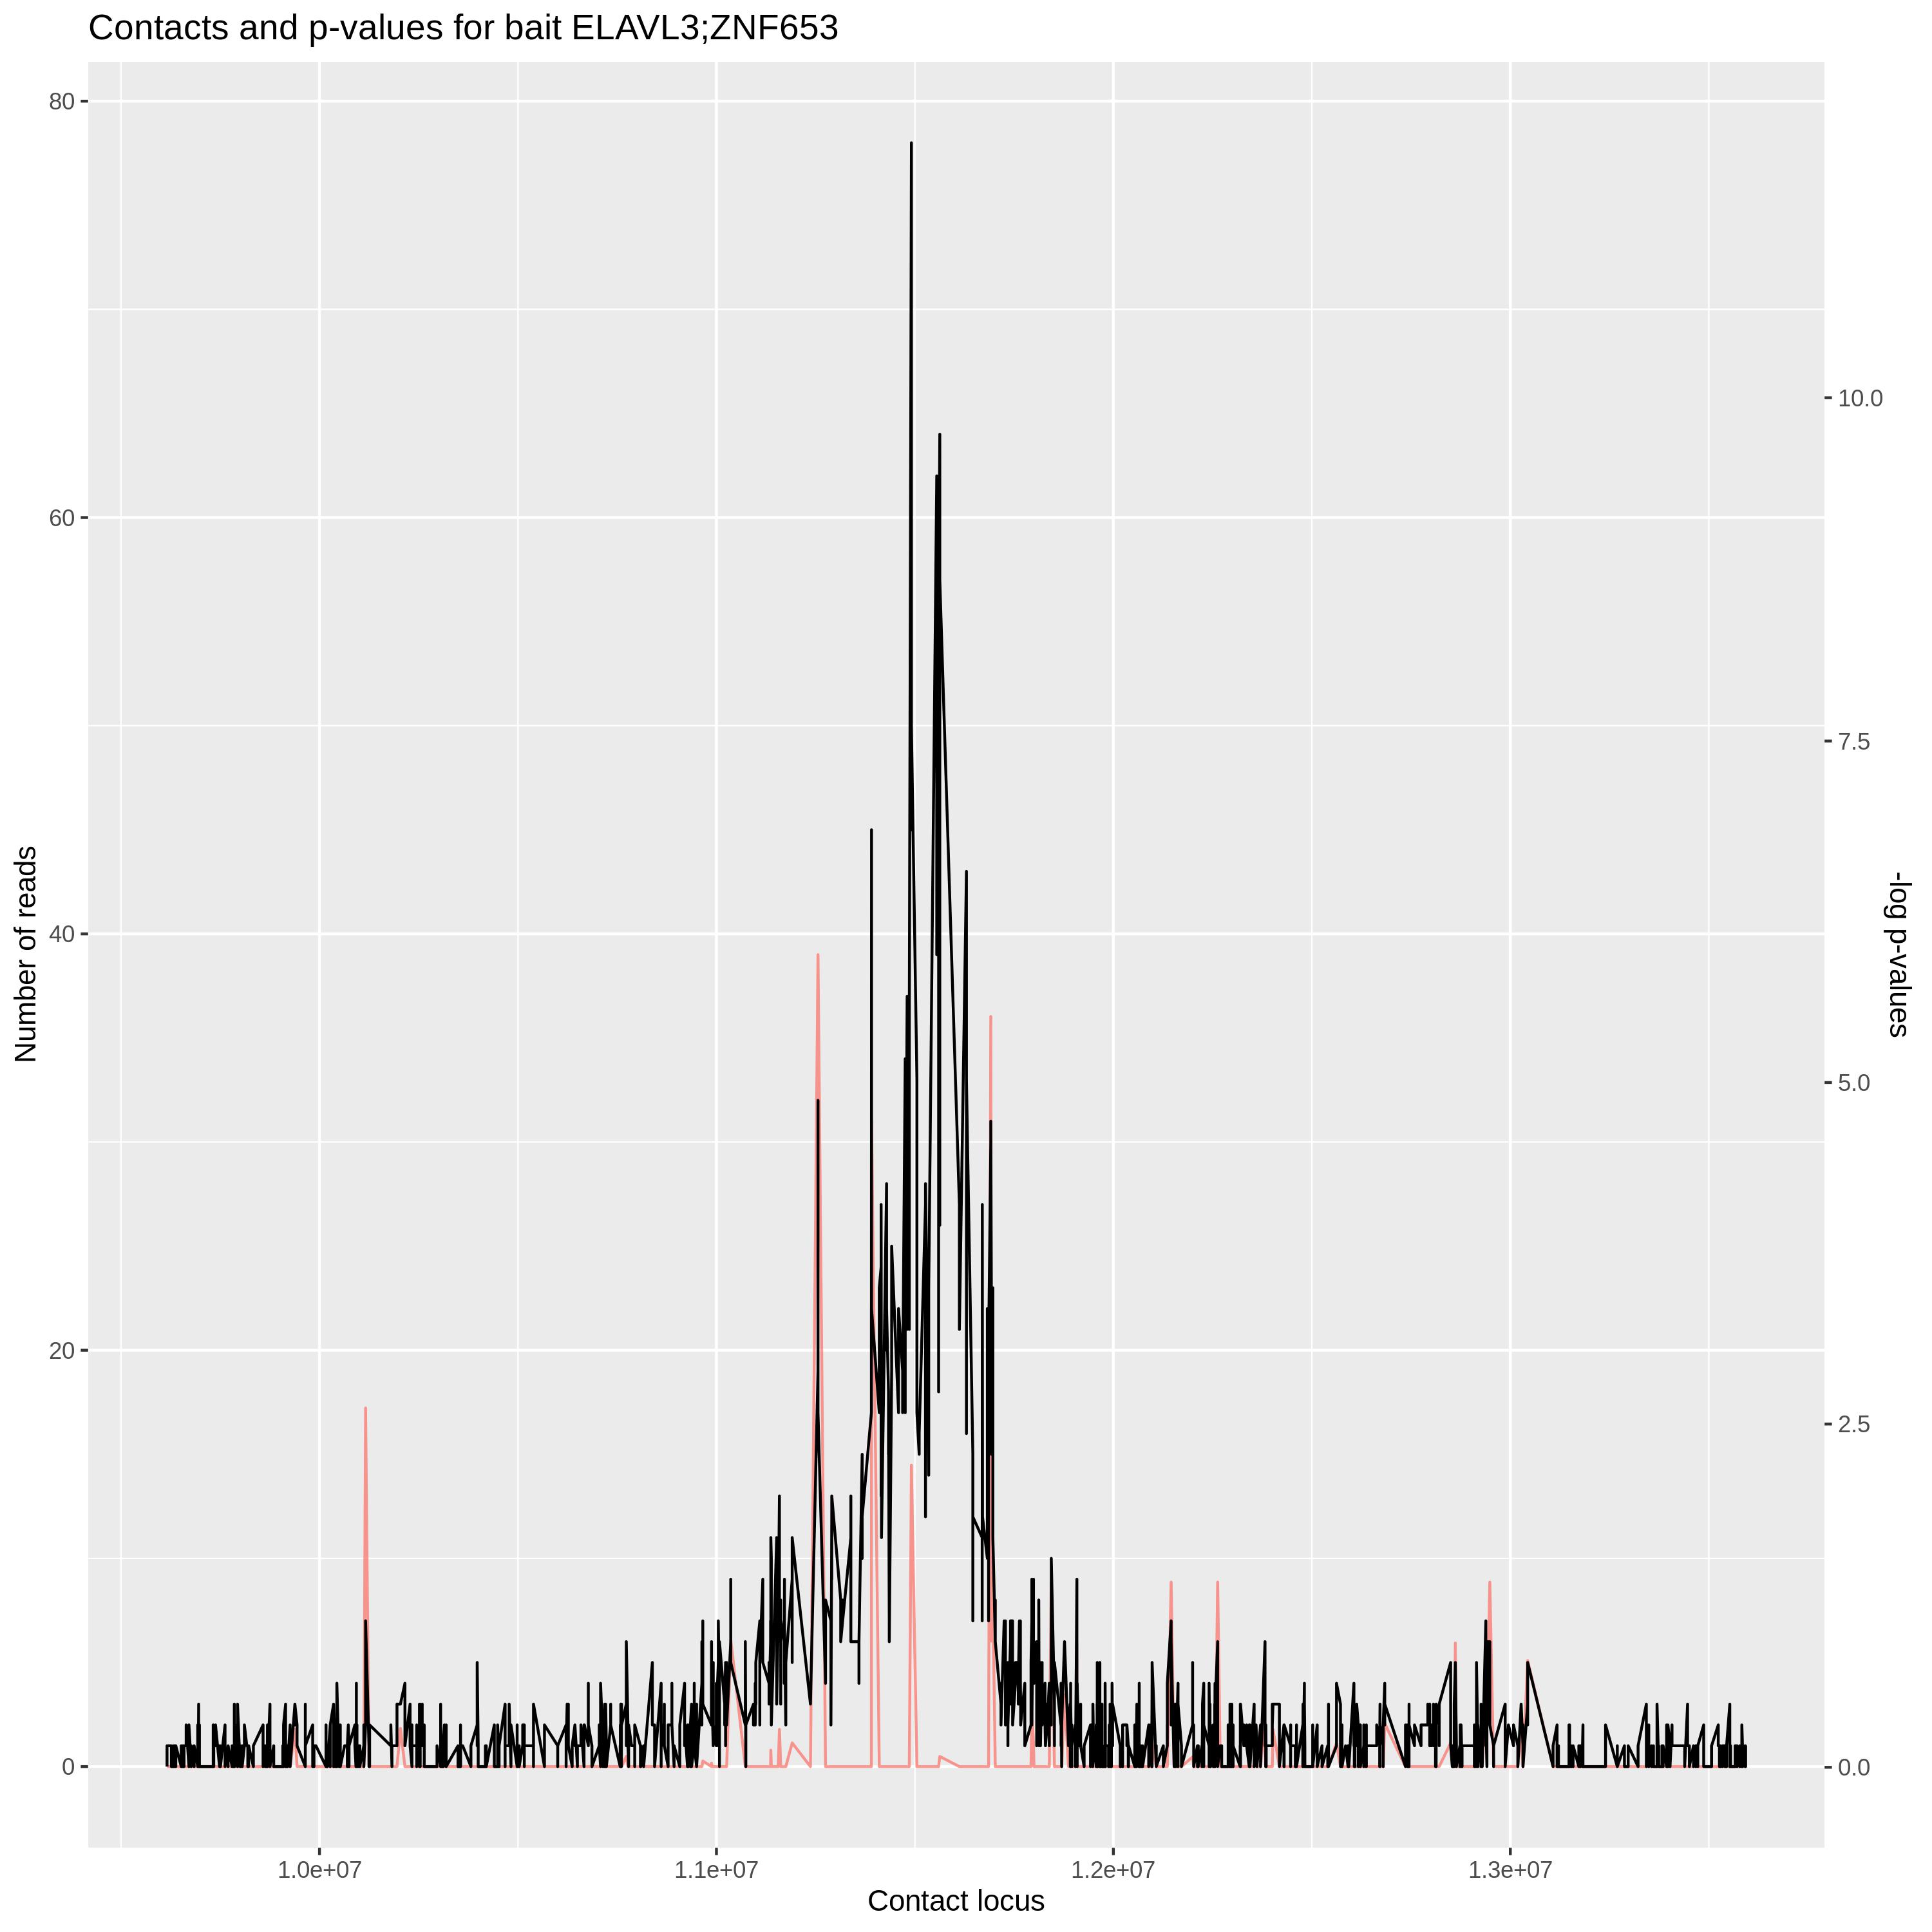 Contacts and p-values for bait ELAVL3;ZNF653
80
60
40
20
0
Number of reads
10.0
7.5
5.0
2.5
0.0
-log p-values
1.0e+07 1.1e+07 1.2e+07 1.3e+07
Contact locus